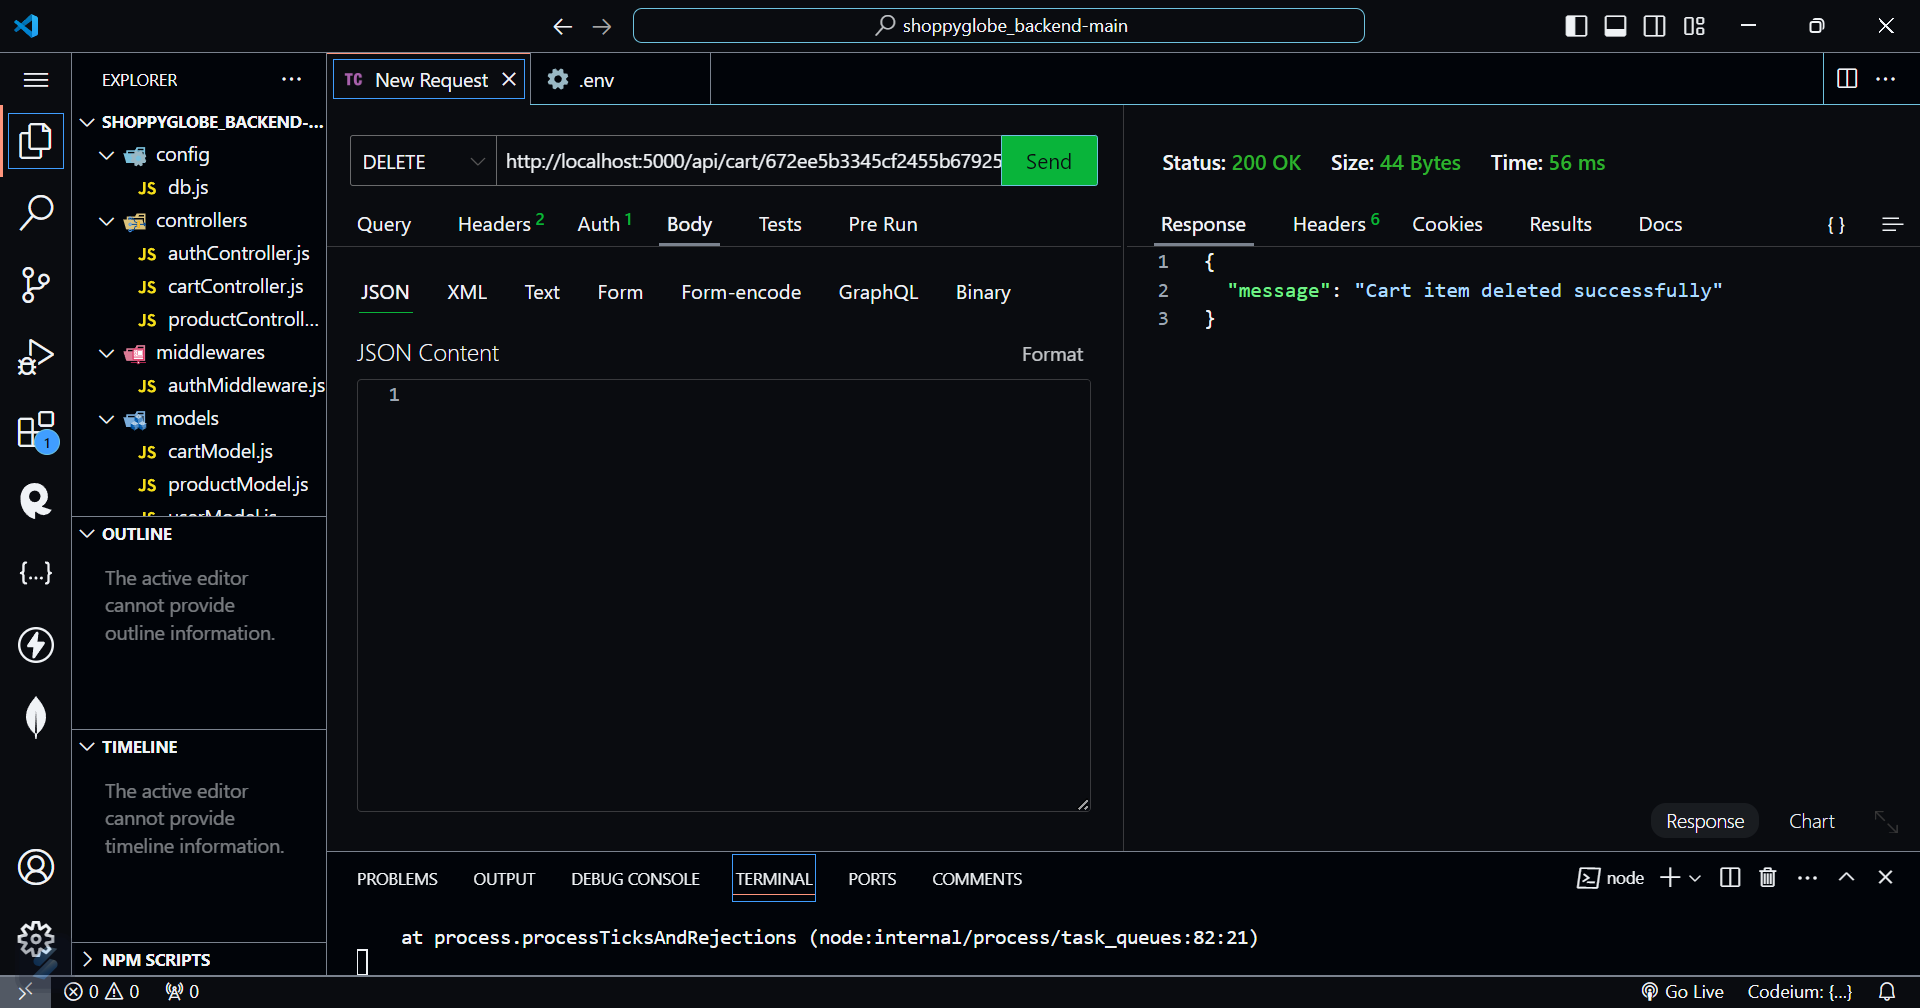 shoppyglobe_backend-main
EXPLORER
SHOPPYGLOBE_BACKEND-...
config
JS db.js
controllers
JS authController.js
JS cartController.js
JS productControll...
middlewares
JS authMiddleware.js
models
JS cartModel.js
JS productModel.js
JS userModel.js
OUTLINE
The active editor
cannot provide
outline information.
TIMELINE
The active editor
cannot provide
timeline information.
NPM SCRIPTS
1
{...}
TC New Request
.env
DELETE http://localhost:5000/api/cart/672ee5b3345cf2455b67925 Send
Query Headers 2 Auth 1 Body Tests Pre Run
JSON XML Text Form Form-encode GraphQL Binary
JSON Content Format
1
Status: 200 OK Size: 44 Bytes Time: 56 ms
Response Headers 6 Cookies Results Docs {}
1 {
2 "message": "Cart item deleted successfully"
3 }
Response Chart
PROBLEMS OUTPUT DEBUG CONSOLE TERMINAL PORTS COMMENTS node
at process.processTicksAndRejections (node:internal/process/task_queues:82:21)
0 0 0 Go Live Codeium: {...}